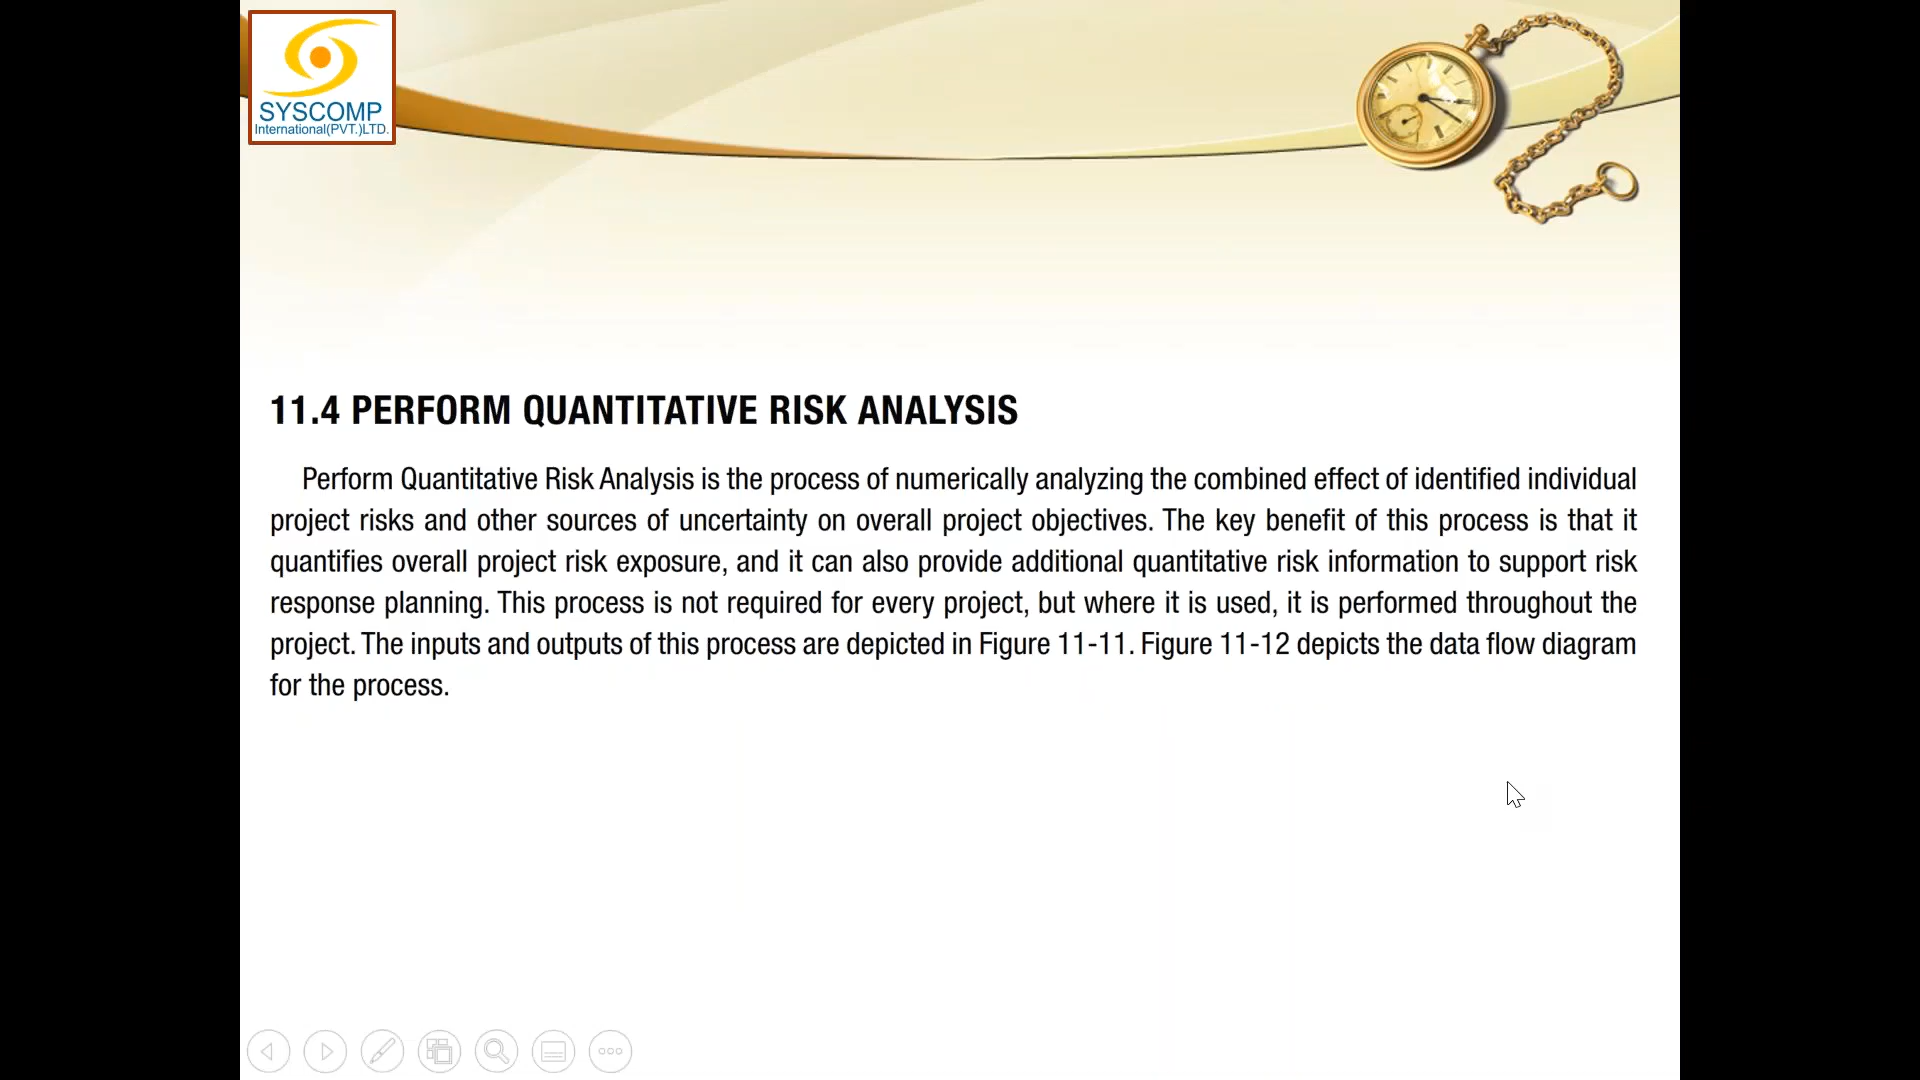 SYSCOMP
International(PVT.)LTD.
11.4 PERFORM QUANTITATIVE RISK ANALYSIS
Perform Quantitative Risk Analysis is the process of numerically analyzing the combined effect of identified individual
project risks and other sources of uncertainty on overall project objectives. The key benefit of this process is that it
quantifies overall project risk exposure, and it can also provide additional quantitative risk information to support risk
response planning. This process is not required for every project, but where it is used, it is performed throughout the
project. The inputs and outputs of this process are depicted in Figure 11-11. Figure 11-12 depicts the data flow diagram
for the process.